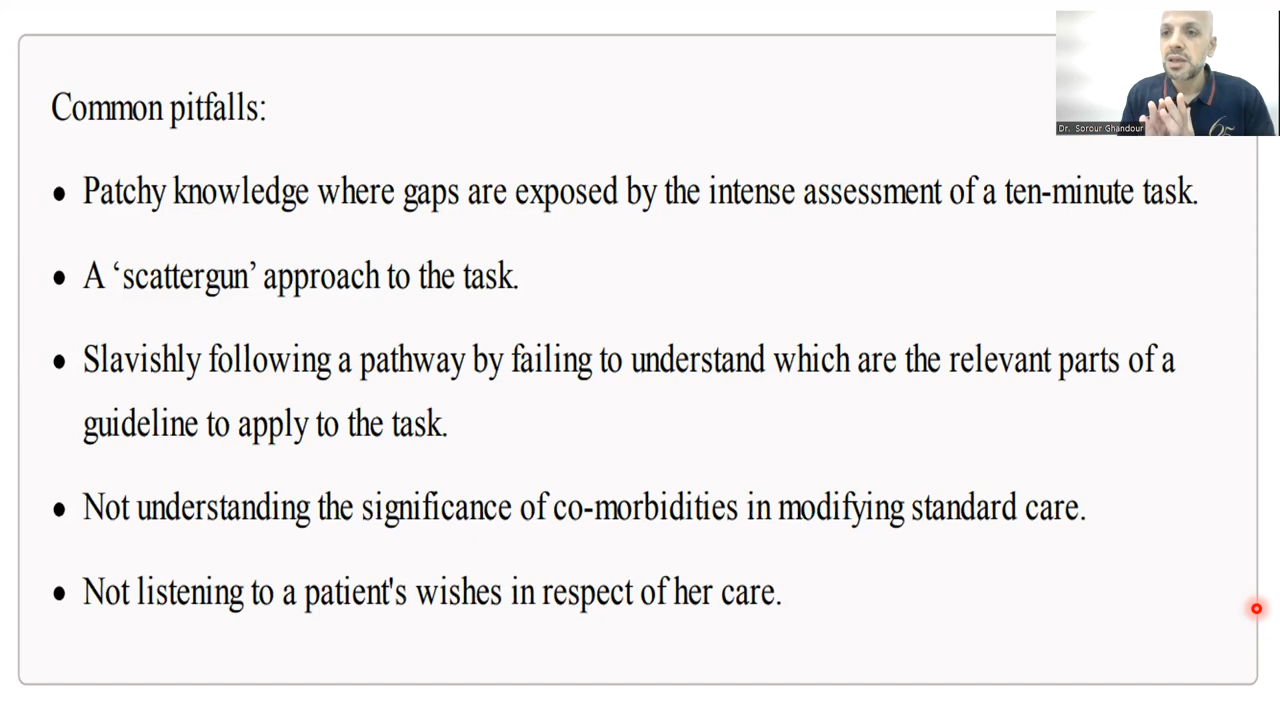 Dr. Sorour Ghandour
Common pitfalls:
• Patchy knowledge where gaps are exposed by the intense assessment of a ten-minute task.
• A ‘scattergun’ approach to the task.
• Slavishly following a pathway by failing to understand which are the relevant parts of a
guideline to apply to the task.
• Not understanding the significance of co-morbidities in modifying standard care.
• Not listening to a patient's wishes in respect of her care.